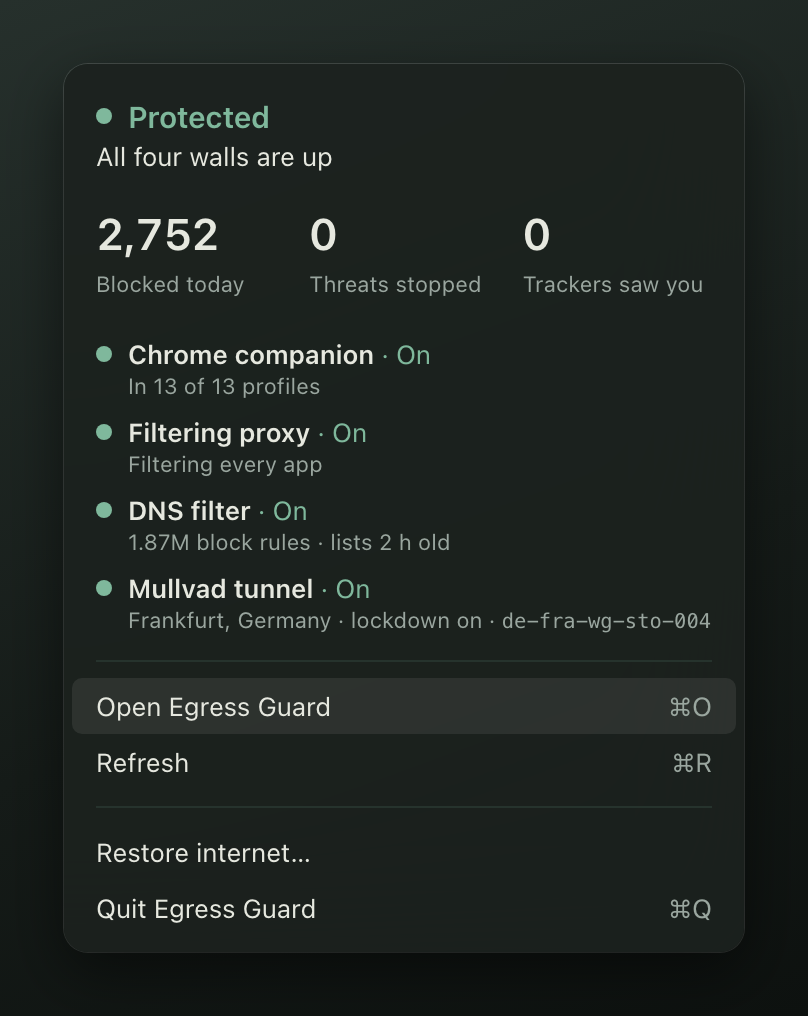 Protected
All four walls are up
2,752 0 0
Blocked today Threats stopped Trackers saw you
Chrome companion · On
In 13 of 13 profiles
Filtering proxy · On
Filtering every app
DNS filter · On
1.87M block rules · lists 2 h old
Mullvad tunnel · On
Frankfurt, Germany · lockdown on · de-fra-wg-sto-004
Open Egress Guard ⌘O
Refresh ⌘R
Restore internet...
Quit Egress Guard ⌘Q